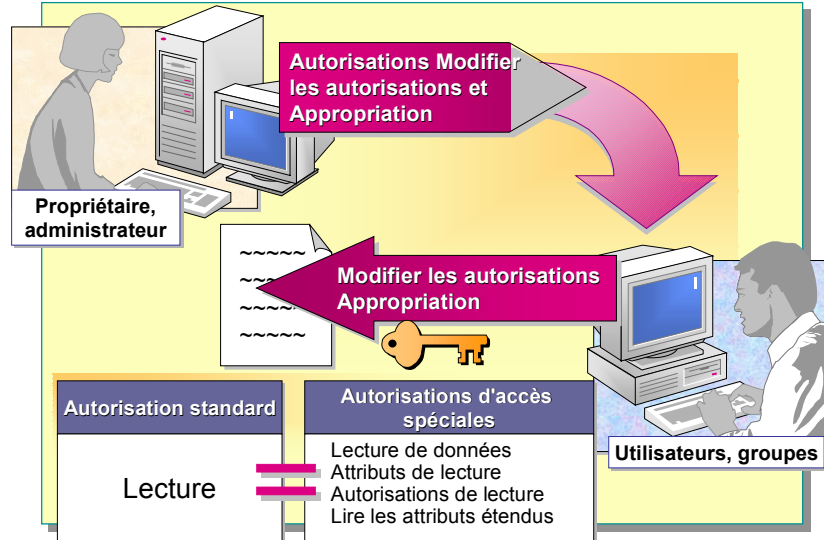 Autorisations Modifier
les autorisations et
Appropriation
Propriétaire,
administrateur
~~~~~
~~~~~
~~~~~
~~~~~
Modifier les autorisations
Appropriation
Utilisateurs, groupes
Autorisation standard
Autorisations d'accès
spéciales
Lecture
Lecture de données
Attributs de lecture
Autorisations de lecture
Lire les attributs étendus